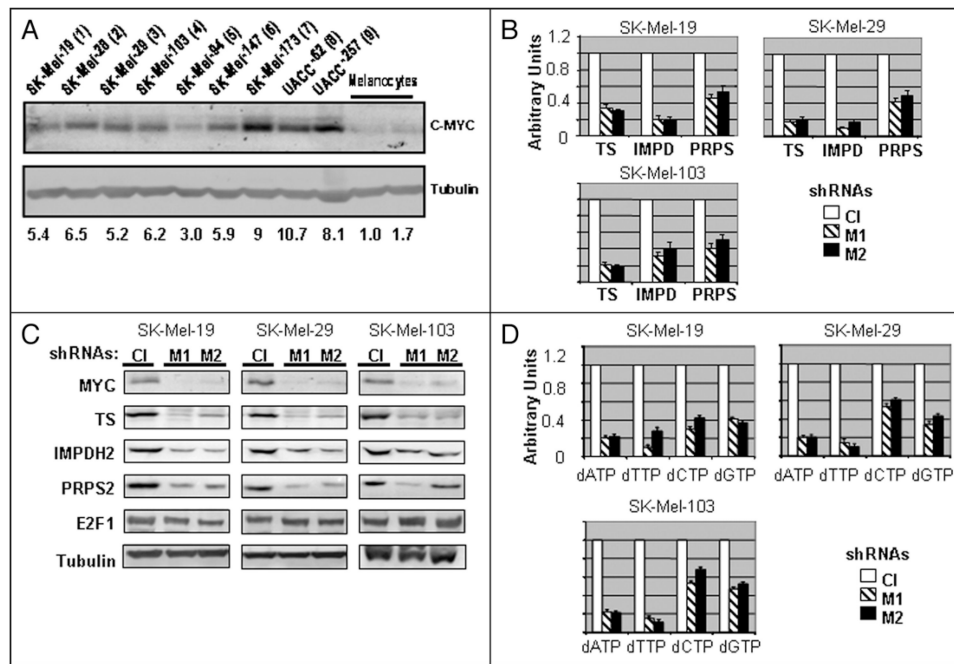 A
SK-Mel-19 (1)
SK-Mel-28 (2)
SK-Mel-29 (3)
SK-Mel-103 (4)
SK-Mel-94 (5)
SK-Mel-147 (6)
SK-Mel-173 (7)
UACC-62 (8)
UACC-257 (9)
Melanocytes
C-MYC
Tubulin
5.4 6.5 5.2 6.2 3.0 5.9 9 10.7 8.1 1.0 1.7
B
SK-Mel-19
SK-Mel-29
Arbitrary Units
1.2
0.8
0.4
0
TS IMPD PRPS
TS IMPD PRPS
SK-Mel-103
TS IMPD PRPS
shRNAs
Cl
M1
M2
C
SK-Mel-19 SK-Mel-29 SK-Mel-103
shRNAs: Cl M1 M2 Cl M1 M2 Cl M1 M2
MYC
TS
IMPDH2
PRPS2
E2F1
Tubulin
D
SK-Mel-19
SK-Mel-29
Arbitrary Units
1.2
0.8
0.4
0
dATP dTTP dCTP dGTP
dATP dTTP dCTP dGTP
SK-Mel-103
dATP dTTP dCTP dGTP
shRNAs
Cl
M1
M2